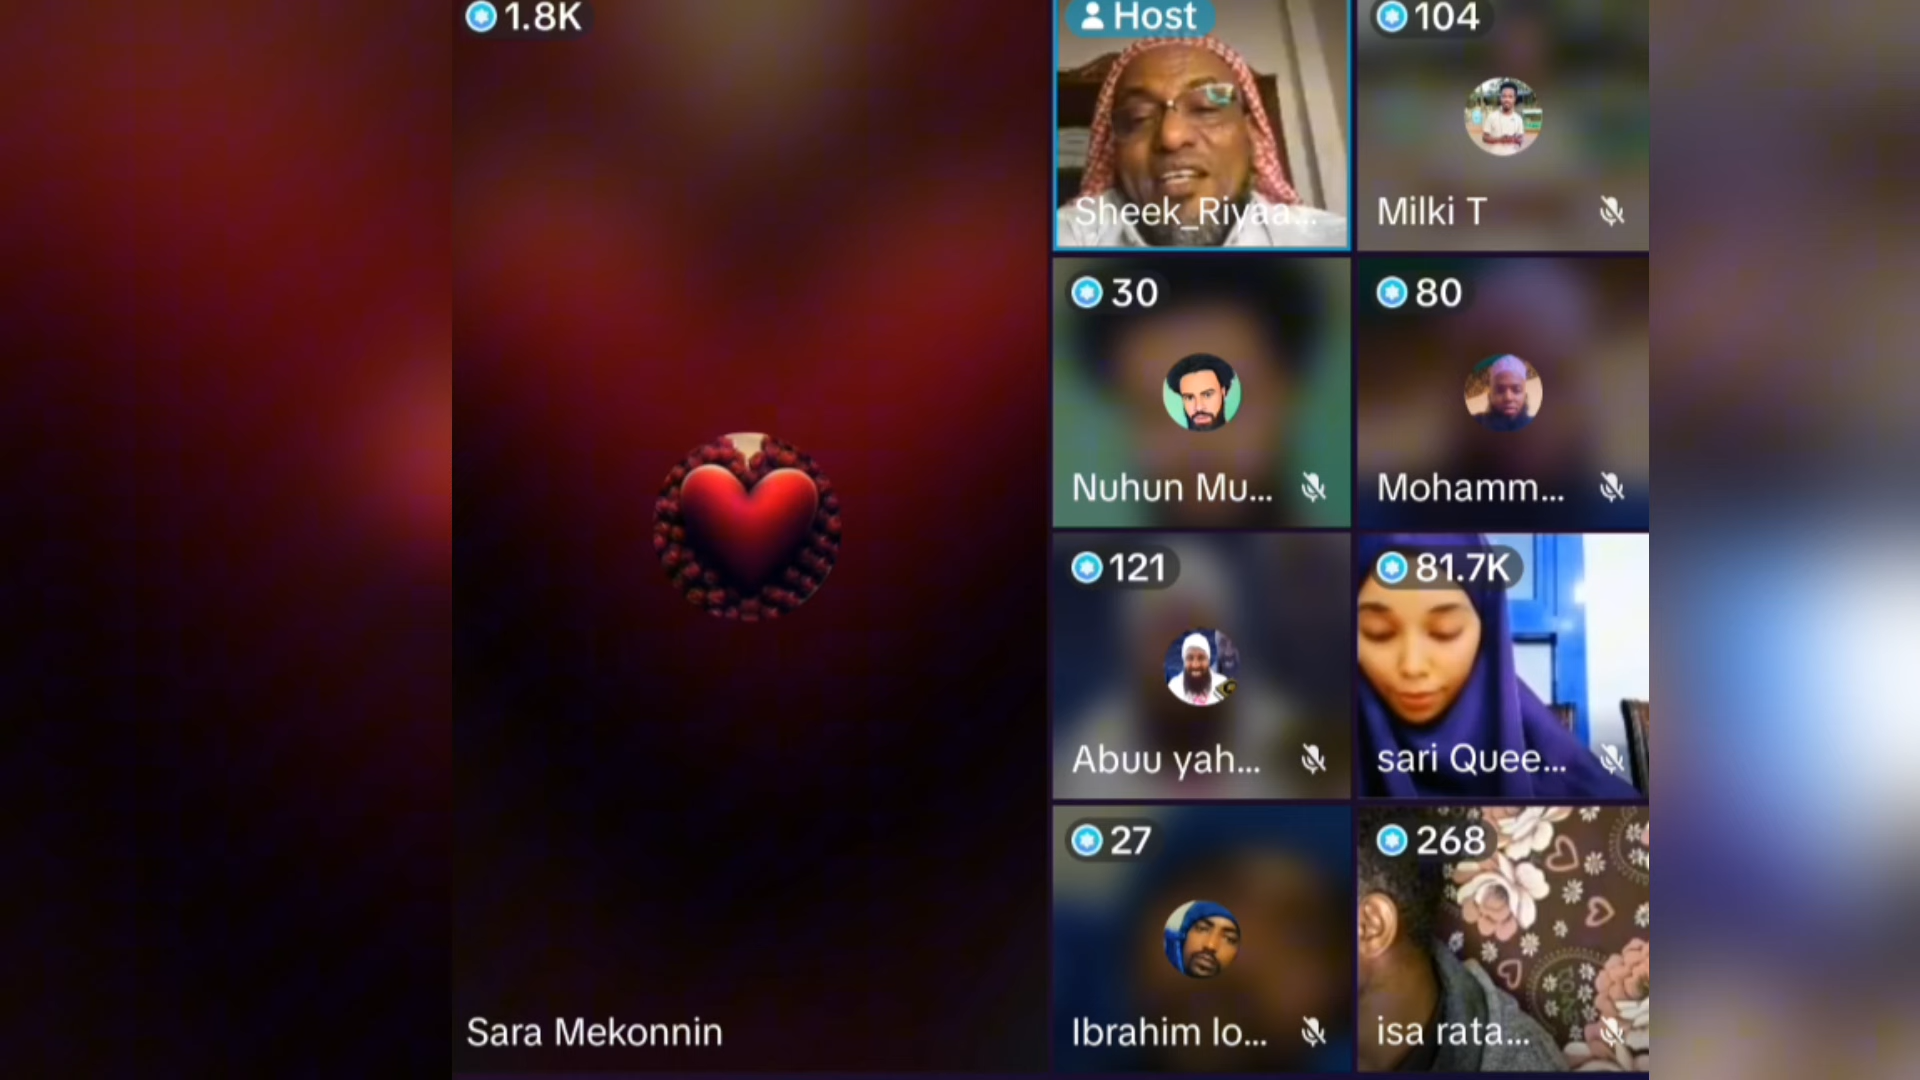 1.8K
Host
104
Sheek_Riyaa...
Milki T
30
80
Nuhun Mu...
Mohamm...
121
81.7K
Abuu yah...
sari Quee...
27
268
Sara Mekonnin
Ibrahim lo...
isa rata...